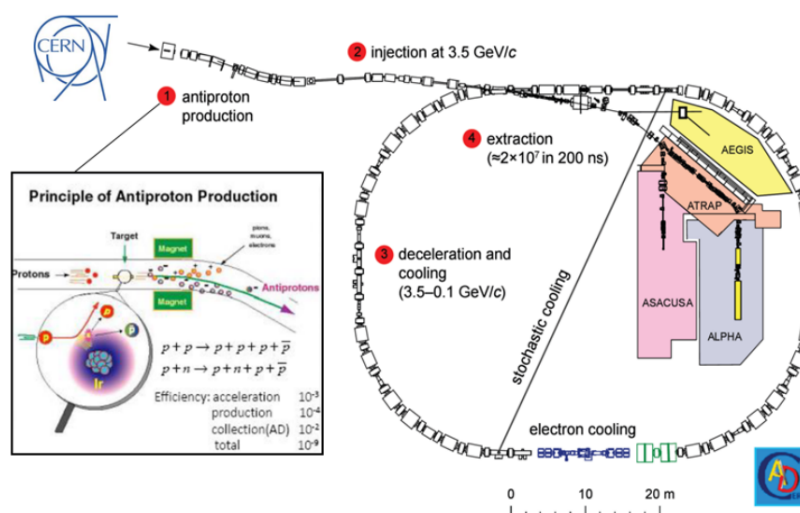 CERN
2 injection at 3.5 GeV/c
1 antiproton
production
4 extraction
(≈2×10⁷ in 200 ns)
AEGIS
ATRAP
ASACUSA
ALPHA
3 deceleration and
cooling
(3.5–0.1 GeV/c)
stochastic cooling
electron cooling
0 10 20 m
Principle of Antiproton Production
Target
Magnet
pions,
muons,
electrons
Protons
Antiprotons
Magnet
p
p
p̅
Ir
p + p → p + p + p + p̅
p + n → p + n + p + p̅
Efficiency: acceleration 10⁻³
production 10⁻⁴
collection(AD) 10⁻²
total 10⁻⁹
AD